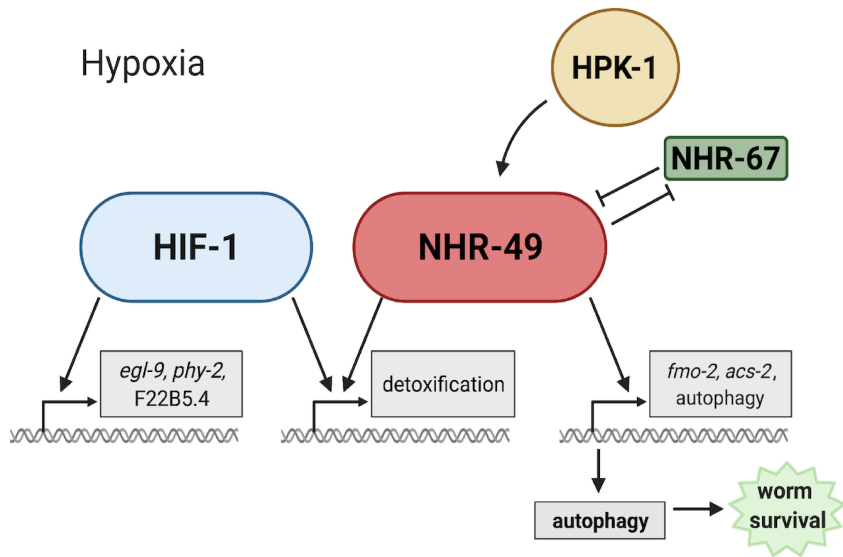 Hypoxia
HPK-1
NHR-67
HIF-1
NHR-49
egl-9, phy-2,
F22B5.4
detoxification
fmo-2, acs-2,
autophagy
autophagy
worm
survival